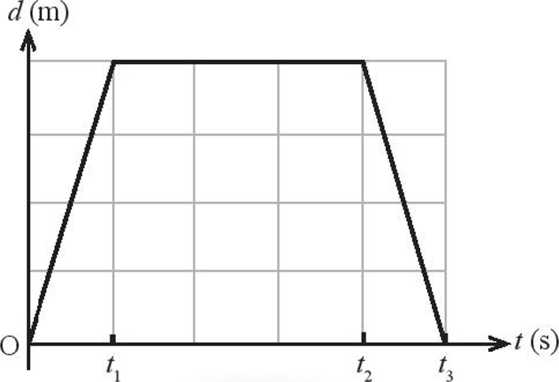 d (m)
O
t₁
t₂
t₃
t (s)